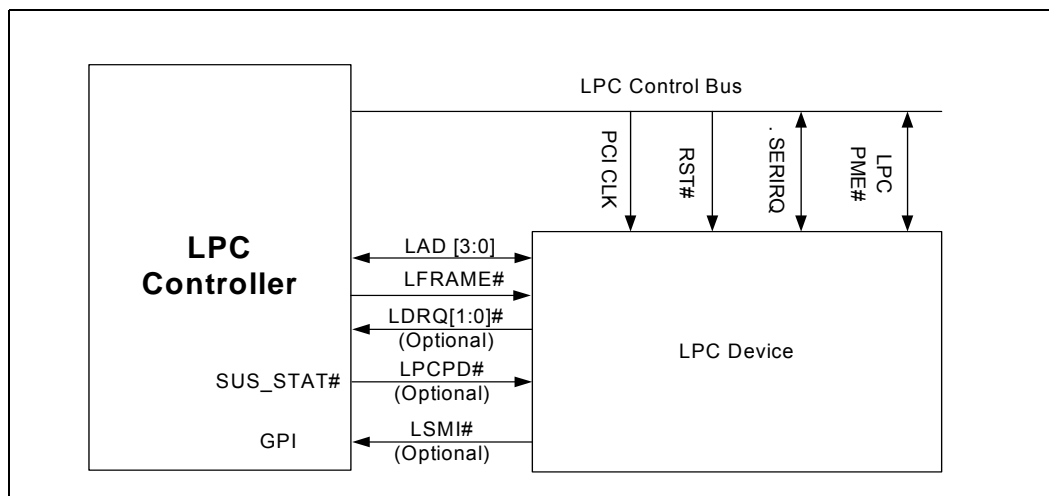 LPC Control Bus
PCI CLK
RST#
. SERIRQ
LPC
PME#
LPC
Controller
LAD [3:0]
LFRAME#
LDRQ[1:0]#
(Optional)
LPC Device
SUS_STAT#
LPCPD#
(Optional)
GPI
LSMI#
(Optional)